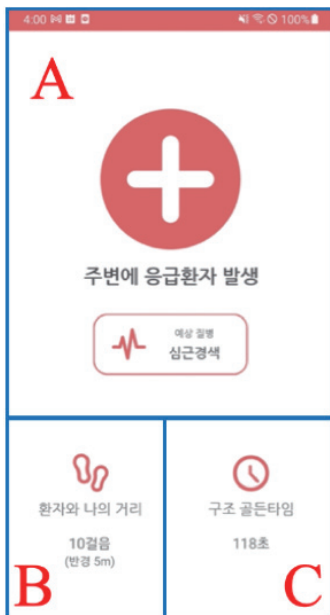 4:00
100%
A
주변에 응급환자 발생
예상 질병
심근경색
환자와 나의 거리
10걸음
(반경 5m)
B
구조 골든타임
118초
C